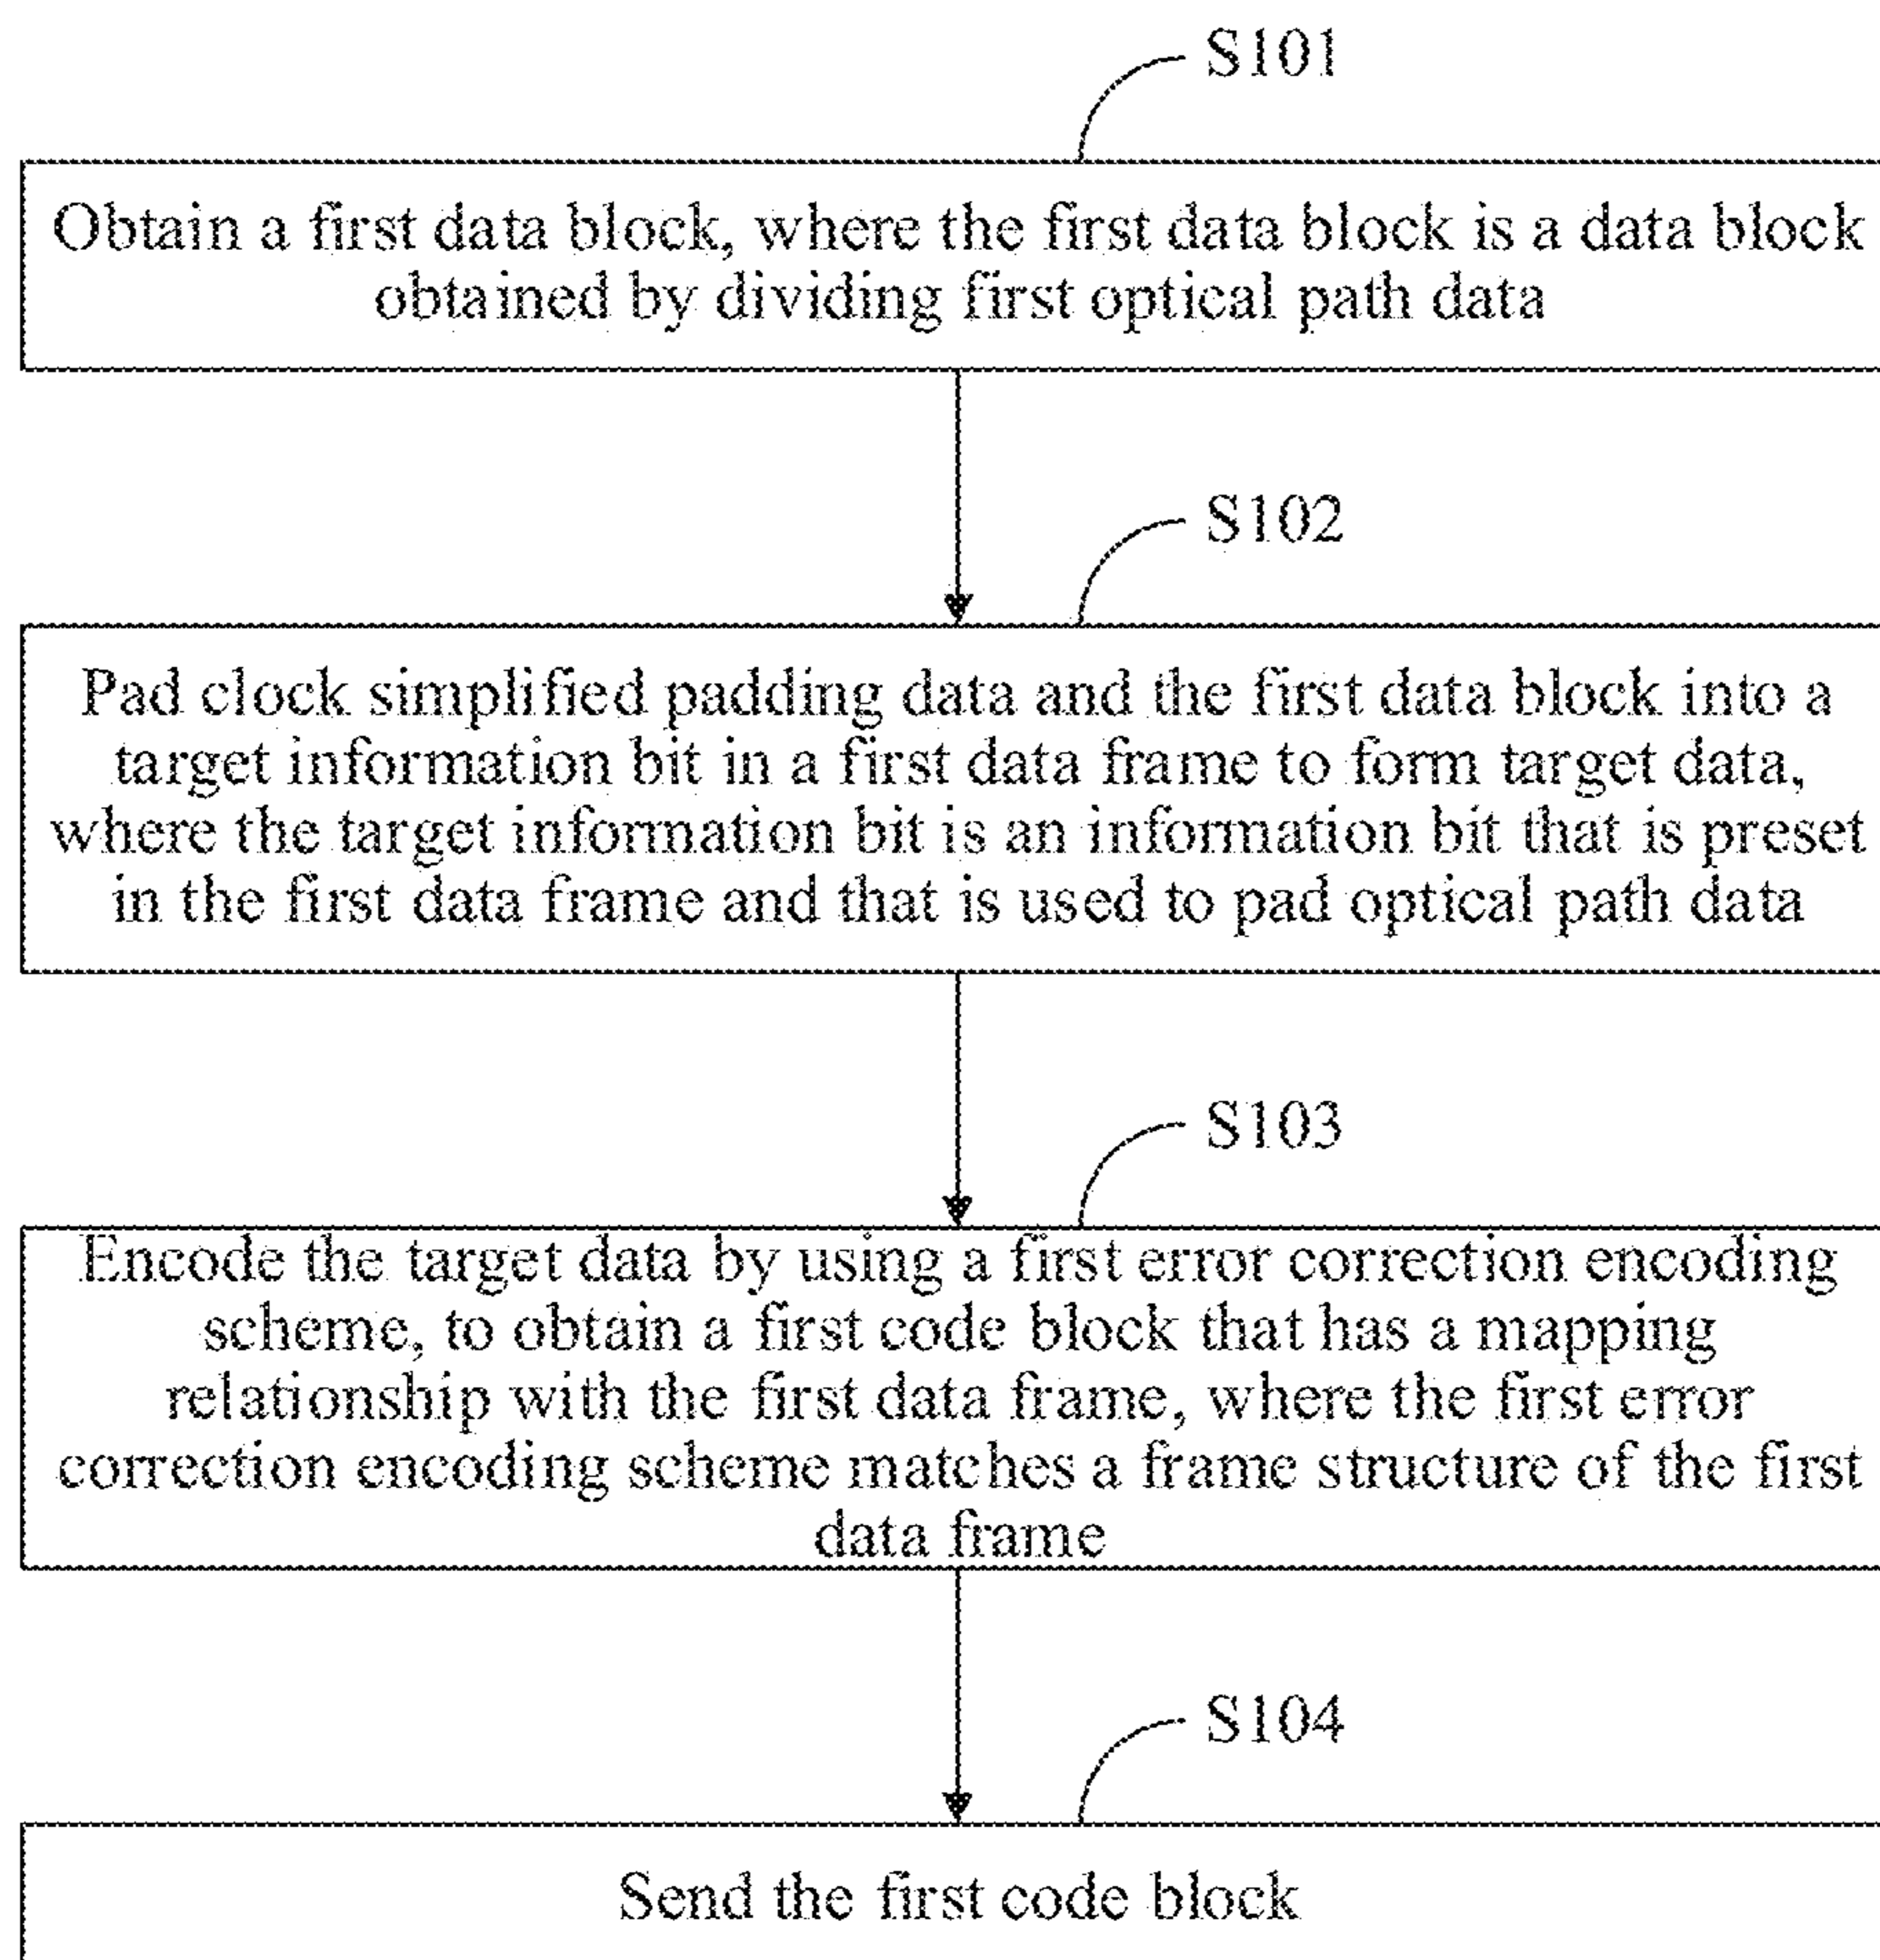 S101
Obtain a first data block, where the first data block is a data block
obtained by dividing first optical path data
S102
Pad clock simplified padding data and the first data block into a
target information bit in a first data frame to form target data,
where the target information bit is an information bit that is preset
in the first data frame and that is used to pad optical path data
S103
Encode the target data by using a first error correction encoding
scheme, to obtain a first code block that has a mapping
relationship with the first data frame, where the first error
correction encoding scheme matches a frame structure of the first
data frame
S104
Send the first code block